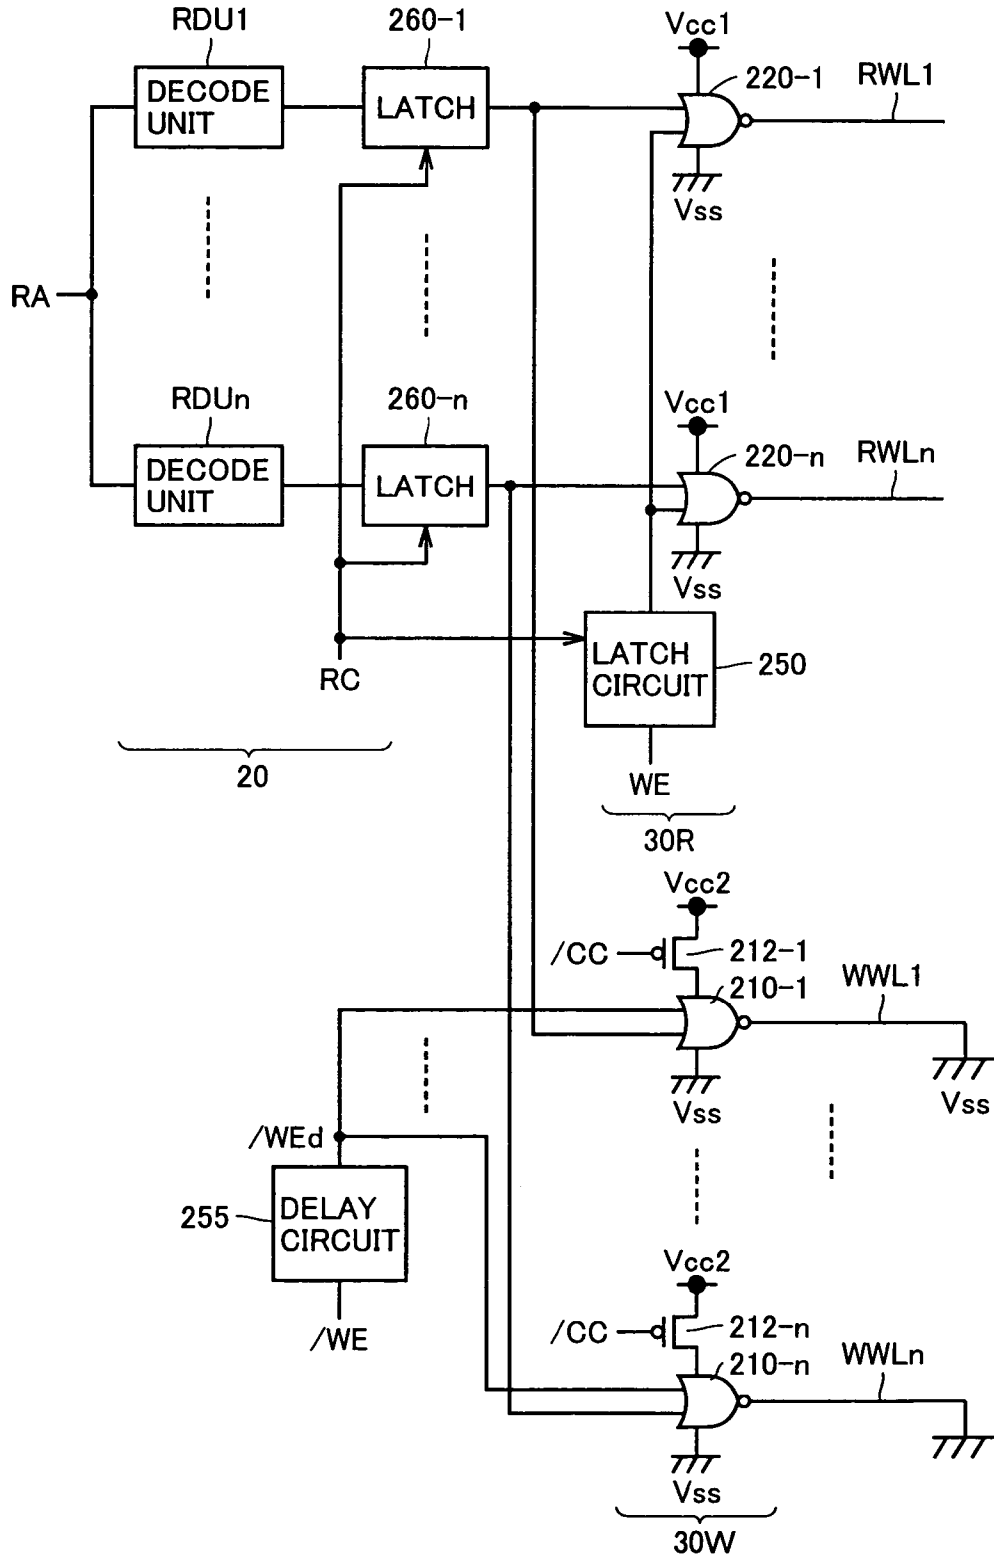 RDU1
260-1
Vcc1
DECODE
UNIT
LATCH
220-1
RWL1
Vss
RA
RDUn
260-n
Vcc1
DECODE
UNIT
LATCH
220-n
RWLn
Vss
RC
LATCH
CIRCUIT
250
20
WE
30R
Vcc2
/CC
212-1
210-1
WWL1
Vss
Vss
/WEd
255
DELAY
CIRCUIT
/WE
Vcc2
/CC
212-n
210-n
WWLn
Vss
30W